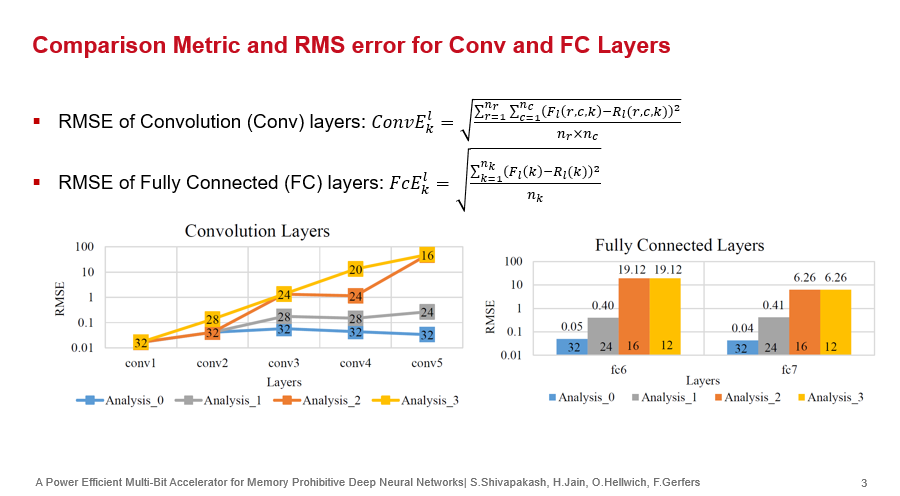 Comparison Metric and RMS error for Conv and FC Layers
▪ RMSE of Convolution (Conv) layers: $ConvE_k^l = \sqrt{\frac{\sum_{r=1}^{n_r} \sum_{c=1}^{n_c} (F_l(r,c,k) - R_l(r,c,k))^2}{n_r \times n_c}}$
▪ RMSE of Fully Connected (FC) layers: $FcE_k^l = \sqrt{\frac{\sum_{k=1}^{n_k} (F_l(k) - R_l(k))^2}{n_k}}$
Convolution Layers
RMSE
100
10
1
0.1
0.01
32
28
32
24
28
32
20
24
28
32
16
24
32
conv1 conv2 conv3 conv4 conv5
Layers
Analysis_0 Analysis_1 Analysis_2 Analysis_3
Fully Connected Layers
RMSE
100
10
1
0.1
0.01
0.05 0.40 19.12 19.12
0.04 0.41 6.26 6.26
32 24 16 12
32 24 16 12
fc6 fc7
Layers
Analysis_0 Analysis_1 Analysis_2 Analysis_3
A Power Efficient Multi-Bit Accelerator for Memory Prohibitive Deep Neural Networks| S.Shivapakash, H.Jain, O.Hellwich, F.Gerfers
3